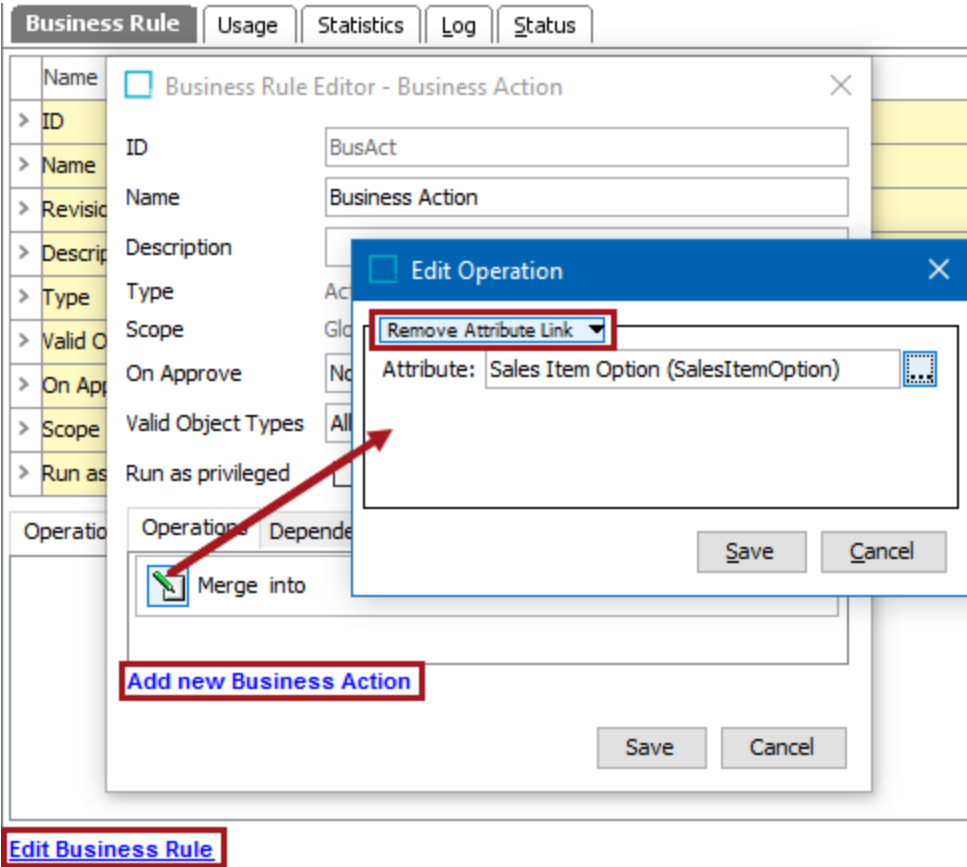 Business Rule Usage Statistics Log Status
Name
> ID
> Name
> Revisio
> Descrip
> Type
> Valid O
> On App
> Scope
> Run as
Operatio
Business Rule Editor - Business Action
ID BusAct
Name Business Action
Description
Type Act
Scope Glo
On Approve No
Valid Object Types All
Run as privileged
Operations Depende
Merge into
Add new Business Action
Save Cancel
Edit Operation
Remove Attribute Link
Attribute: Sales Item Option (SalesItemOption) ...
Save Cancel
Edit Business Rule